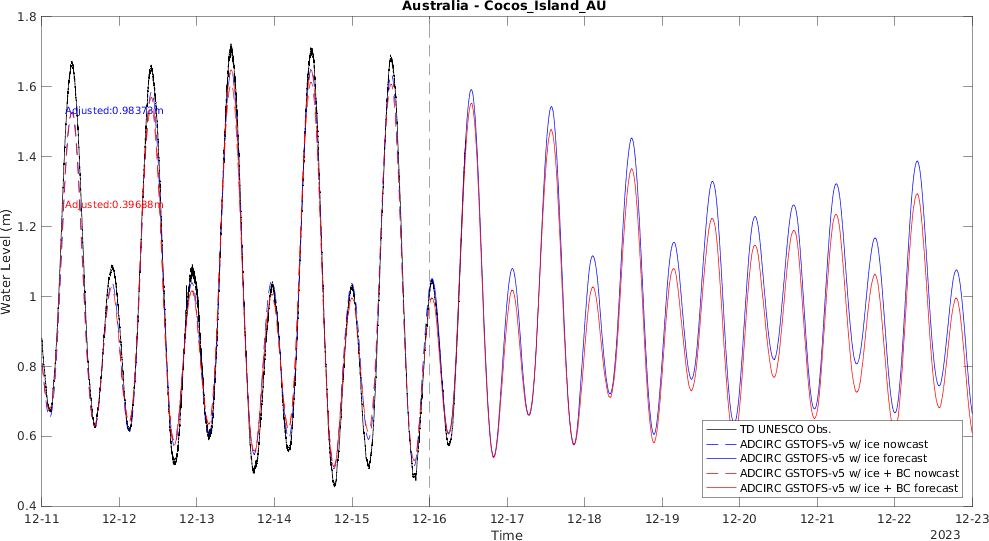 Australia - Cocos_Island_AU
Water Level (m)
1.8
1.6
1.4
1.2
1
0.8
0.6
0.4
Adjusted:0.98373m
Adjusted:0.39688m
TD UNESCO Obs.
ADCIRC GSTOFS-v5 w/ ice nowcast
ADCIRC GSTOFS-v5 w/ ice forecast
ADCIRC GSTOFS-v5 w/ ice + BC nowcast
ADCIRC GSTOFS-v5 w/ ice + BC forecast
12-11 12-12 12-13 12-14 12-15 12-16 12-17 12-18 12-19 12-20 12-21 12-22 12-23
Time
2023